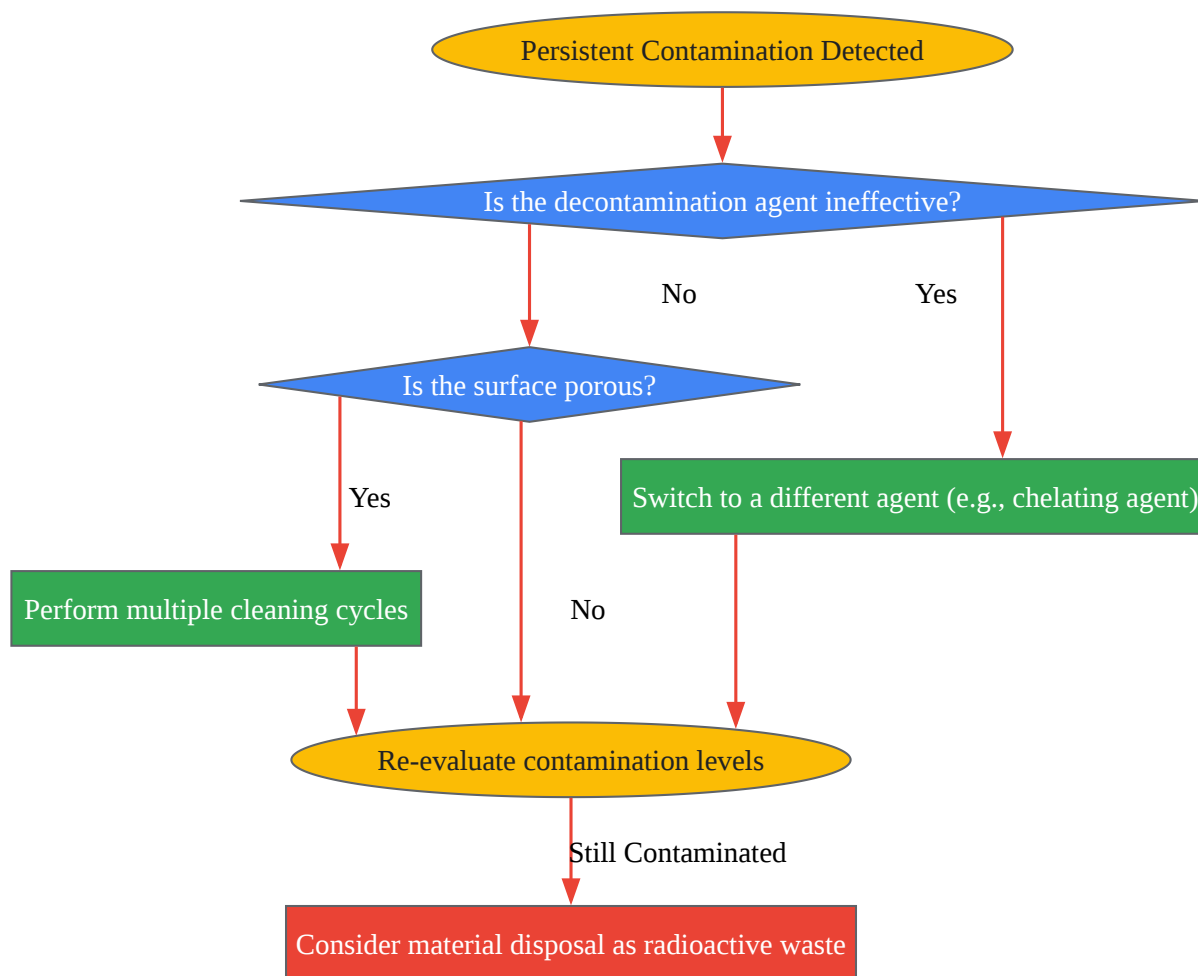 Persistent Contamination Detected
Is the decontamination agent ineffective?
No
Yes
Is the surface porous?
Yes
Switch to a different agent (e.g., chelating agent)
Perform multiple cleaning cycles
No
Re-evaluate contamination levels
Still Contaminated
Consider material disposal as radioactive waste